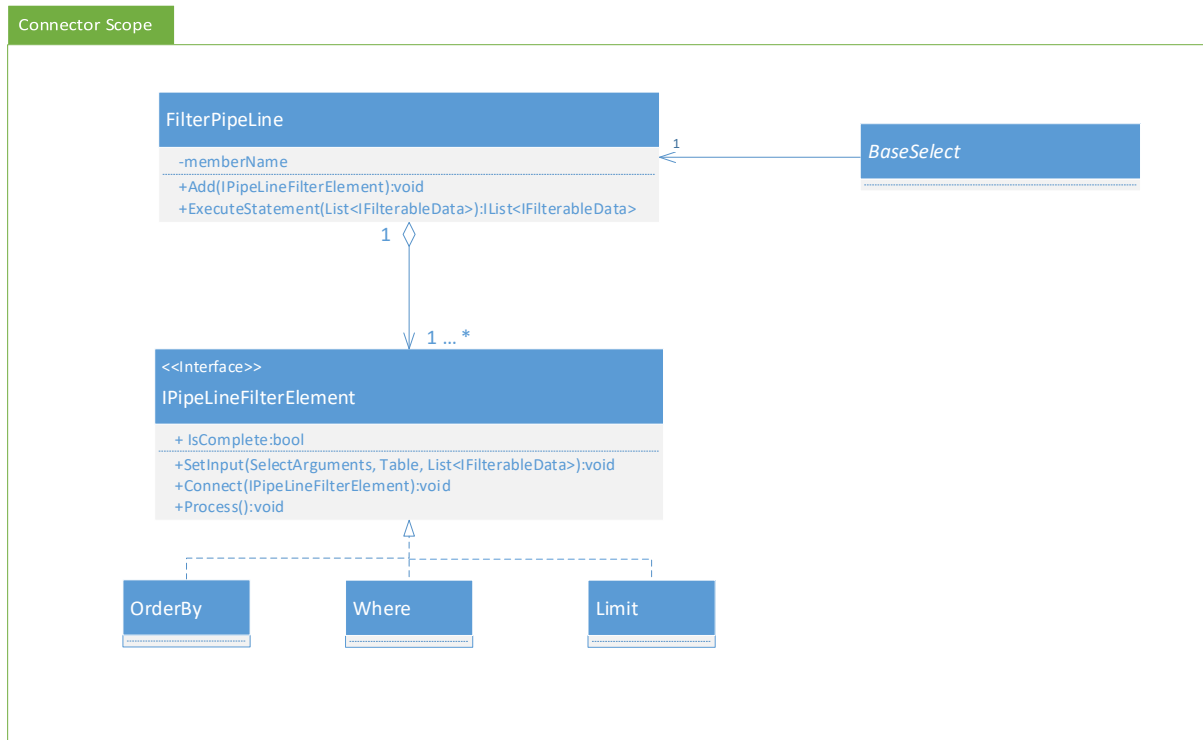 Connector Scope
FilterPipeLine
-memberName
+Add(IPipeLineFilterElement):void
+ExecuteStatement(List<IFilterableData>):IList<IFilterableData>
1
BaseSelect
1
1 ... *
<<Interface>>
IPipeLineFilterElement
+ IsComplete:bool
+SetInput(SelectArguments, Table, List<IFilterableData>):void
+Connect(IPipeLineFilterElement):void
+Process():void
OrderBy
Where
Limit